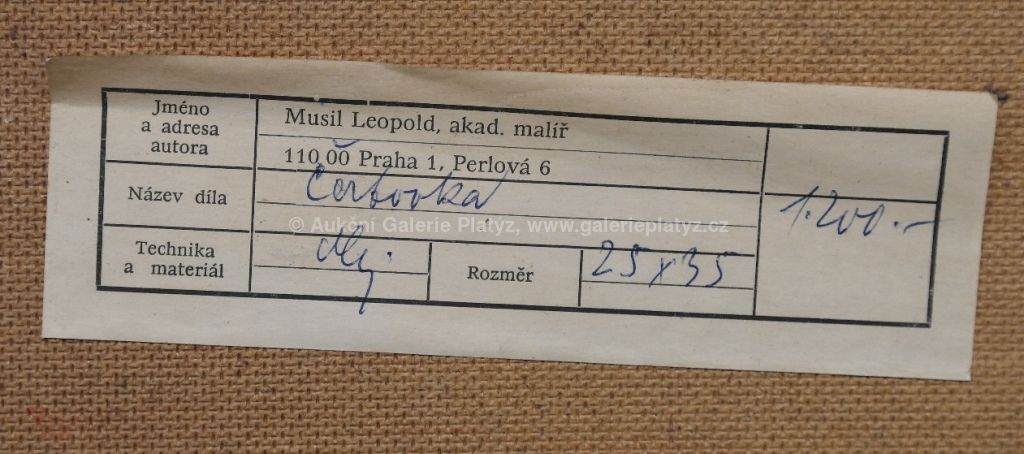 Jméno
a adresa
autora
Musil Leopold, akad. malíř
110 00 Praha 1, Perlová 6
Název díla
Čertovka
1.200.-
© Aukční Galerie Platýz, www.galerieplatyz.cz
Technika
a materiál
olej.
Rozměr
25 x 35